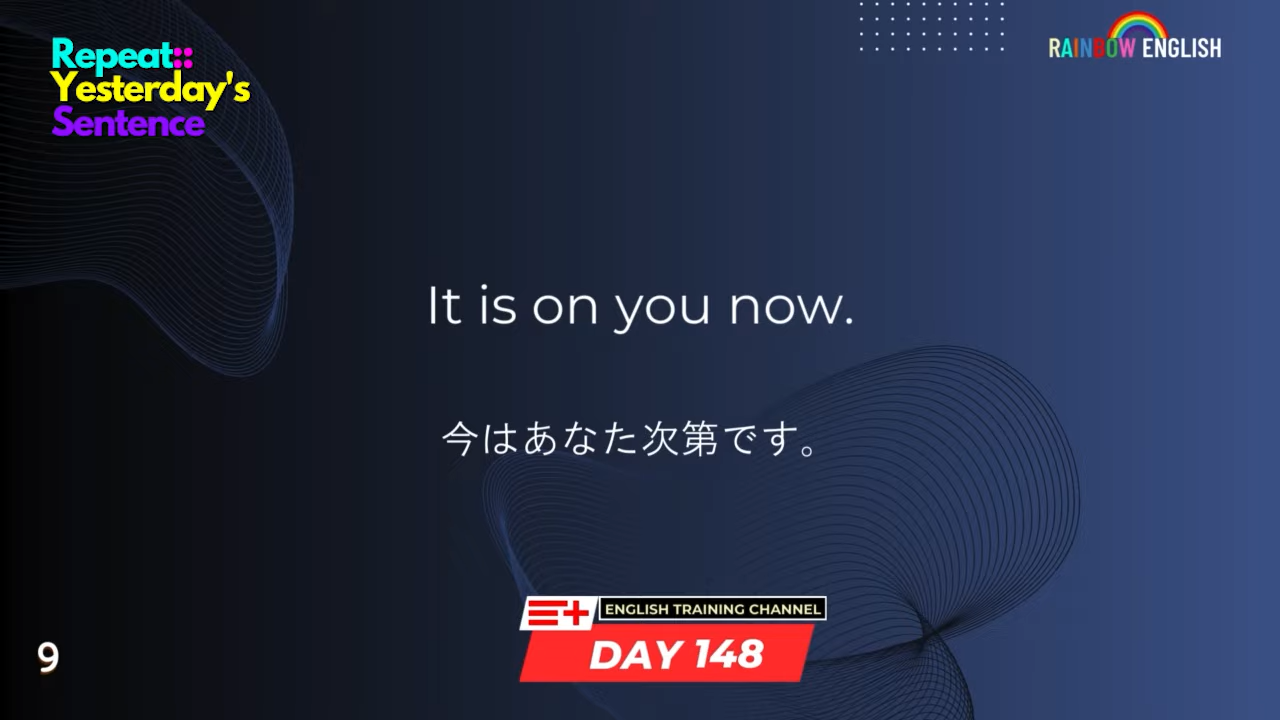 Repeat::
Yesterday's
Sentence
RAINBOW ENGLISH
It is on you now.
今はあなた次第です。
ENGLISH TRAINING CHANNEL
DAY 148
9